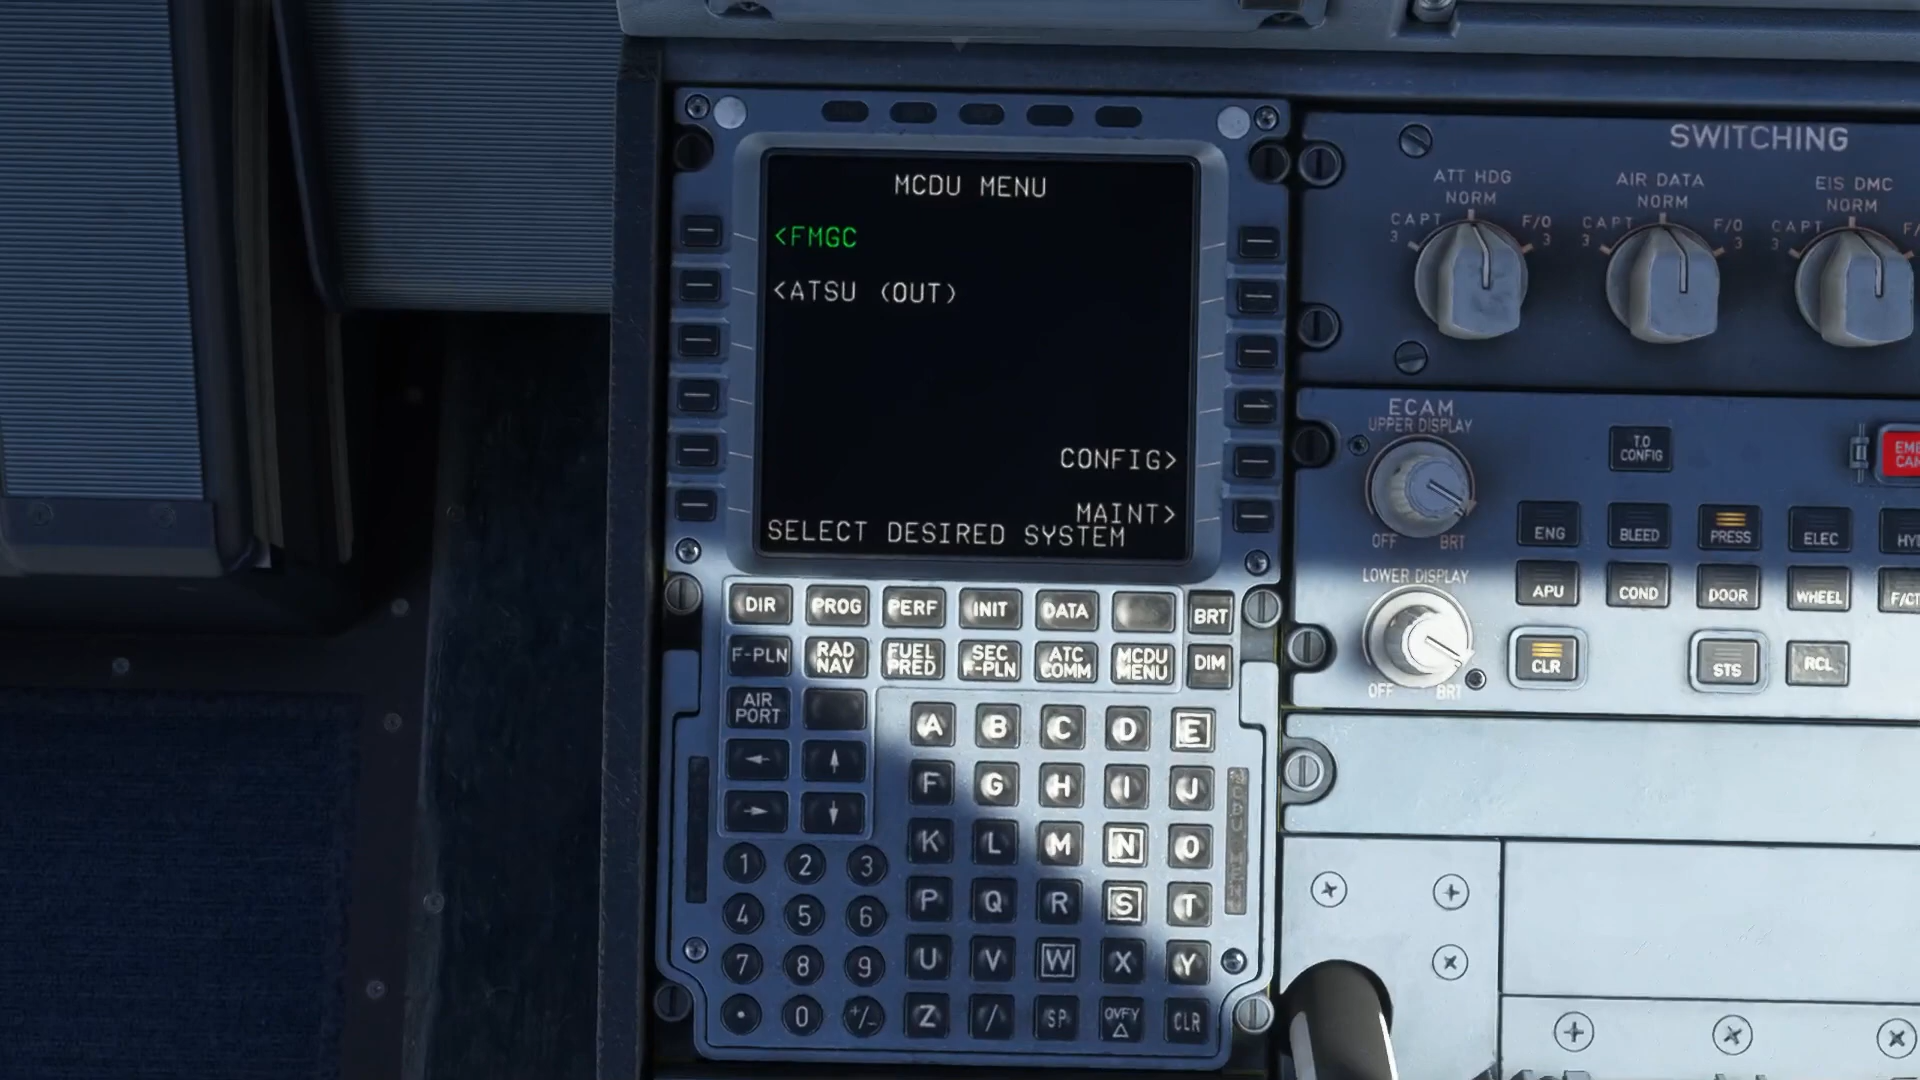 MCDU MENU
<FMGC
<ATSU (OUT)
CONFIG>
MAINT>
SELECT DESIRED SYSTEM
DIR PROG PERF INIT DATA BRT
F-PLN RAD NAV FUEL PRED SEC F-PLN ATC COMM MCDU MENU DIM
AIR PORT
← ↑
→ ↓
A B C D E
F G H I J
K L M N O
P Q R S T
U V W X Y
Z / SP OVFY △ CLR
1 2 3
4 5 6
7 8 9
. 0 +/-
MCDU MENU
SWITCHING
ATT HDG AIR DATA EIS DMC
NORM NORM NORM
CAPT F/O CAPT F/O CAPT F/
3 3 3 3 3
ECAM
UPPER DISPLAY
OFF BRT
T.O CONFIG
EME
CAN
ENG BLEED PRESS ELEC HY
LOWER DISPLAY
OFF BRT
APU COND DOOR WHEEL F/CT
CLR STS RCL